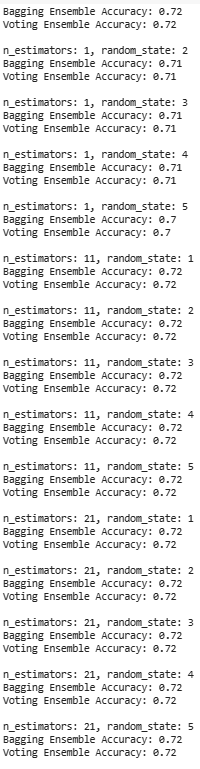 Bagging Ensemble Accuracy: 0.72
Voting Ensemble Accuracy: 0.72
n_estimators: 1, random_state: 2
Bagging Ensemble Accuracy: 0.71
Voting Ensemble Accuracy: 0.71
n_estimators: 1, random_state: 3
Bagging Ensemble Accuracy: 0.71
Voting Ensemble Accuracy: 0.71
n_estimators: 1, random_state: 4
Bagging Ensemble Accuracy: 0.71
Voting Ensemble Accuracy: 0.71
n_estimators: 1, random_state: 5
Bagging Ensemble Accuracy: 0.7
Voting Ensemble Accuracy: 0.7
n_estimators: 11, random_state: 1
Bagging Ensemble Accuracy: 0.72
Voting Ensemble Accuracy: 0.72
n_estimators: 11, random_state: 2
Bagging Ensemble Accuracy: 0.72
Voting Ensemble Accuracy: 0.72
n_estimators: 11, random_state: 3
Bagging Ensemble Accuracy: 0.72
Voting Ensemble Accuracy: 0.72
n_estimators: 11, random_state: 4
Bagging Ensemble Accuracy: 0.72
Voting Ensemble Accuracy: 0.72
n_estimators: 11, random_state: 5
Bagging Ensemble Accuracy: 0.72
Voting Ensemble Accuracy: 0.72
n_estimators: 21, random_state: 1
Bagging Ensemble Accuracy: 0.72
Voting Ensemble Accuracy: 0.72
n_estimators: 21, random_state: 2
Bagging Ensemble Accuracy: 0.72
Voting Ensemble Accuracy: 0.72
n_estimators: 21, random_state: 3
Bagging Ensemble Accuracy: 0.72
Voting Ensemble Accuracy: 0.72
n_estimators: 21, random_state: 4
Bagging Ensemble Accuracy: 0.72
Voting Ensemble Accuracy: 0.72
n_estimators: 21, random_state: 5
Bagging Ensemble Accuracy: 0.72
Voting Ensemble Accuracy: 0.72